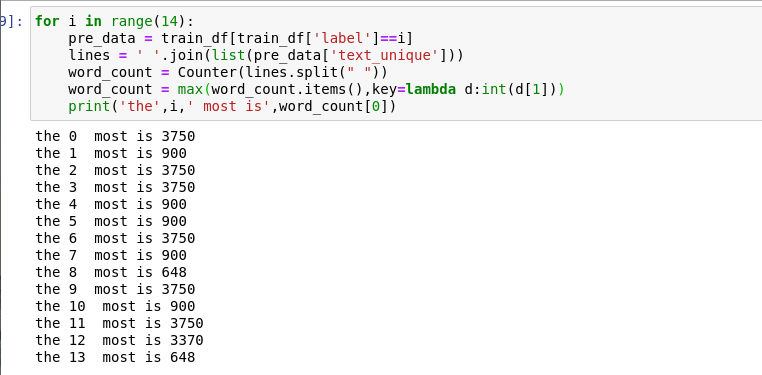 9]: for i in range(14):
pre_data = train_df[train_df['label']==i]
lines = ' '.join(list(pre_data['text_unique']))
word_count = Counter(lines.split(" "))
word_count = max(word_count.items(),key=lambda d:int(d[1]))
print('the',i,' most is',word_count[0])
the 0  most is 3750
the 1  most is 900
the 2  most is 3750
the 3  most is 3750
the 4  most is 900
the 5  most is 900
the 6  most is 3750
the 7  most is 900
the 8  most is 648
the 9  most is 3750
the 10  most is 900
the 11  most is 3750
the 12  most is 3370
the 13  most is 648